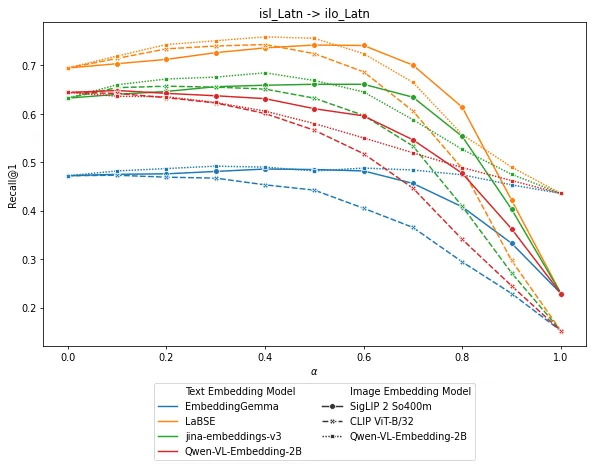 isl_Latn -> ilo_Latn
0.7
0.6
0.5
0.4
0.3
0.2
Recall@1
0.0 0.2 0.4 0.6 0.8 1.0
α
Text Embedding Model Image Embedding Model
EmbeddingGemma SigLIP 2 So400m
LaBSE CLIP ViT-B/32
jina-embeddings-v3 Qwen-VL-Embedding-2B
Qwen-VL-Embedding-2B